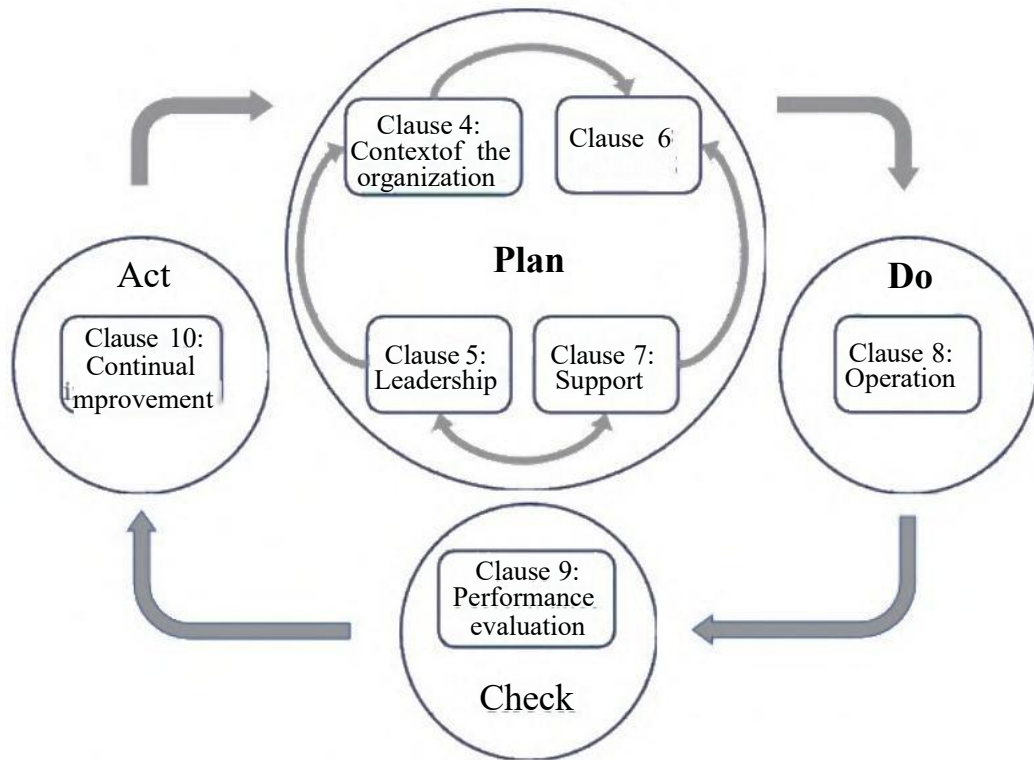 Clause 4:
Contextof the
organization
Clause 6
Plan
Clause 5:
Leadership
Clause 7:
Support
Act
Clause 10:
Continual
improvement
Do
Clause 8:
Operation
Clause 9:
Performance
evaluation
Check